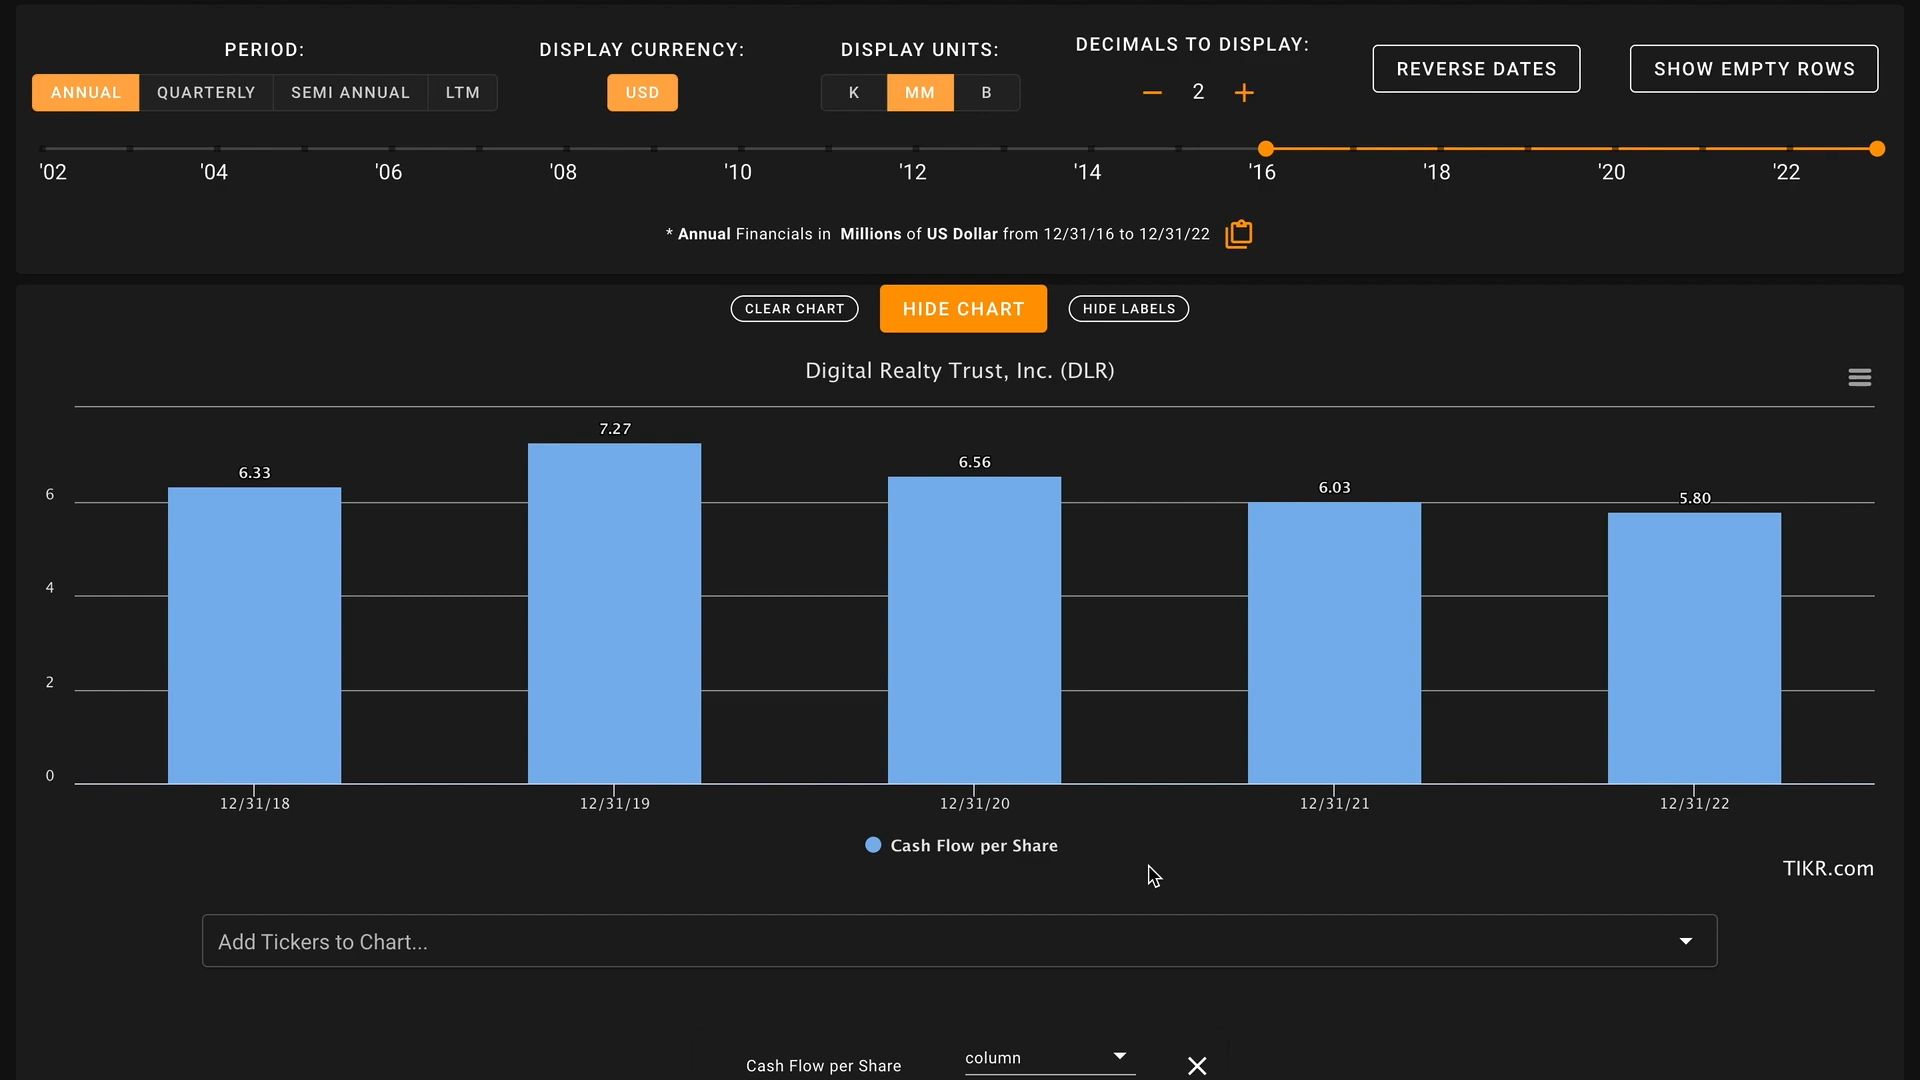 PERIOD:
DISPLAY CURRENCY:
DISPLAY UNITS:
DECIMALS TO DISPLAY:
ANNUAL QUARTERLY SEMI ANNUAL LTM
USD
K MM B
2
REVERSE DATES
SHOW EMPTY ROWS
'02 '04 '06 '08 '10 '12 '14 '16 '18 '20 '22
* Annual Financials in Millions of US Dollar from 12/31/16 to 12/31/22
CLEAR CHART
HIDE CHART
HIDE LABELS
Digital Realty Trust, Inc. (DLR)
6.33 7.27 6.56 6.03 5.80
6
4
2
0
12/31/18 12/31/19 12/31/20 12/31/21 12/31/22
Cash Flow per Share
TIKR.com
Add Tickers to Chart...
Cash Flow per Share column